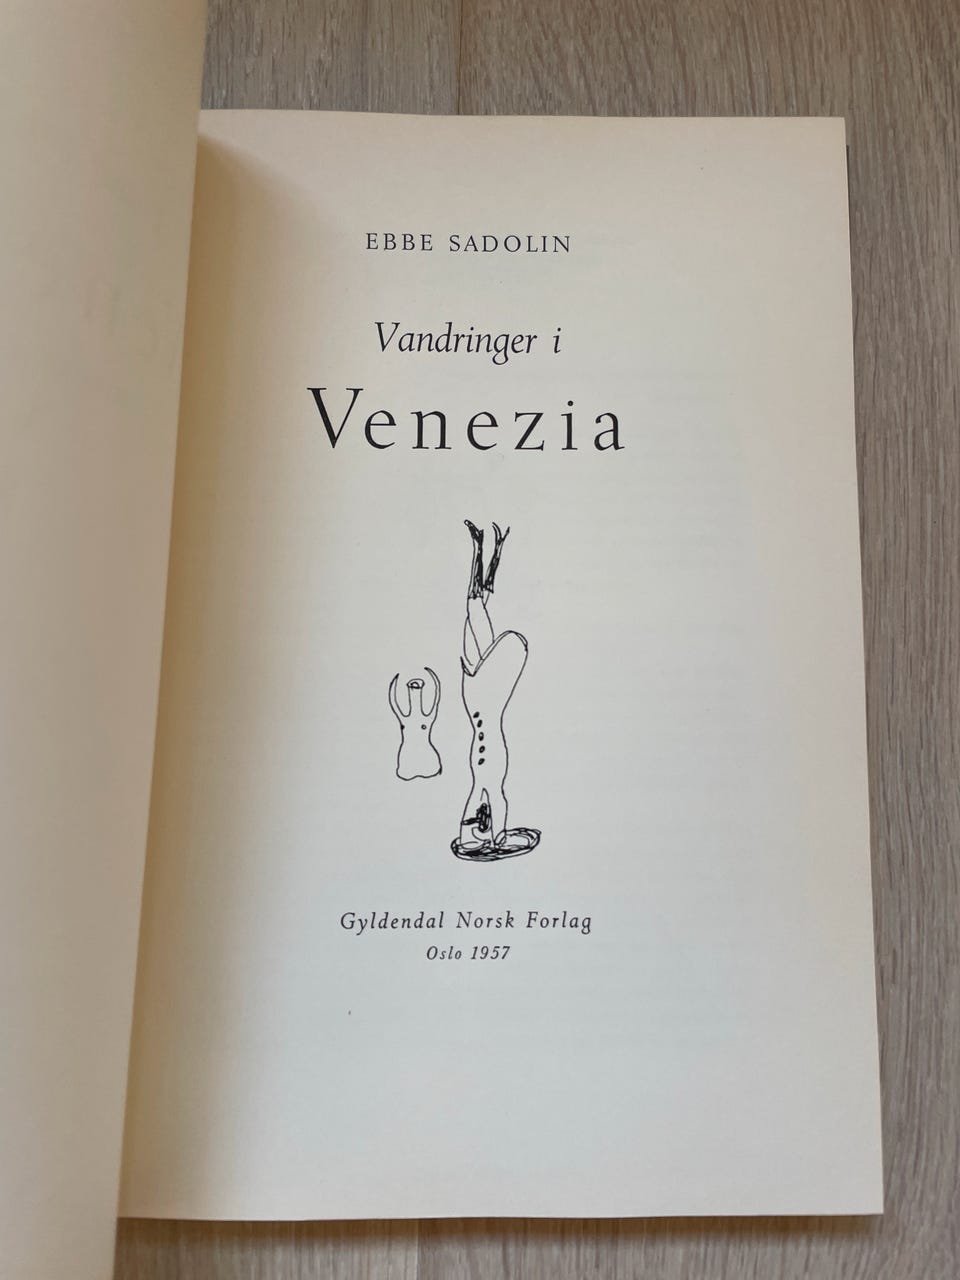 EBBE SADOLIN
Vandringer i
Venezia
Gyldendal Norsk Forlag
Oslo 1957